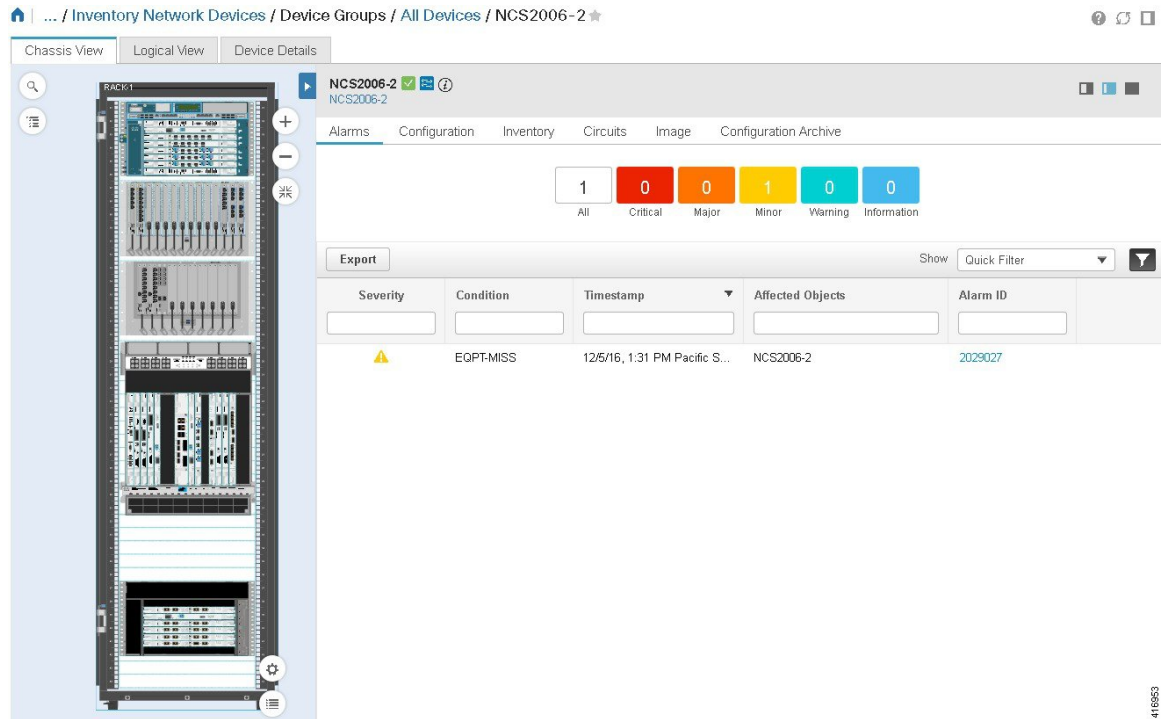 ... / Inventory Network Devices / Device Groups / All Devices / NCS2006-2
Chassis View Logical View Device Details
RACK-1
NCS2006-2
NCS2006-2
Alarms Configuration Inventory Circuits Image Configuration Archive
1 0 0 1 0 0
All Critical Major Minor Warning Information
Export Show Quick Filter
Severity Condition Timestamp Affected Objects Alarm ID
EQPT-MISS 12/5/16, 1:31 PM Pacific S... NCS2006-2 2029027
416953